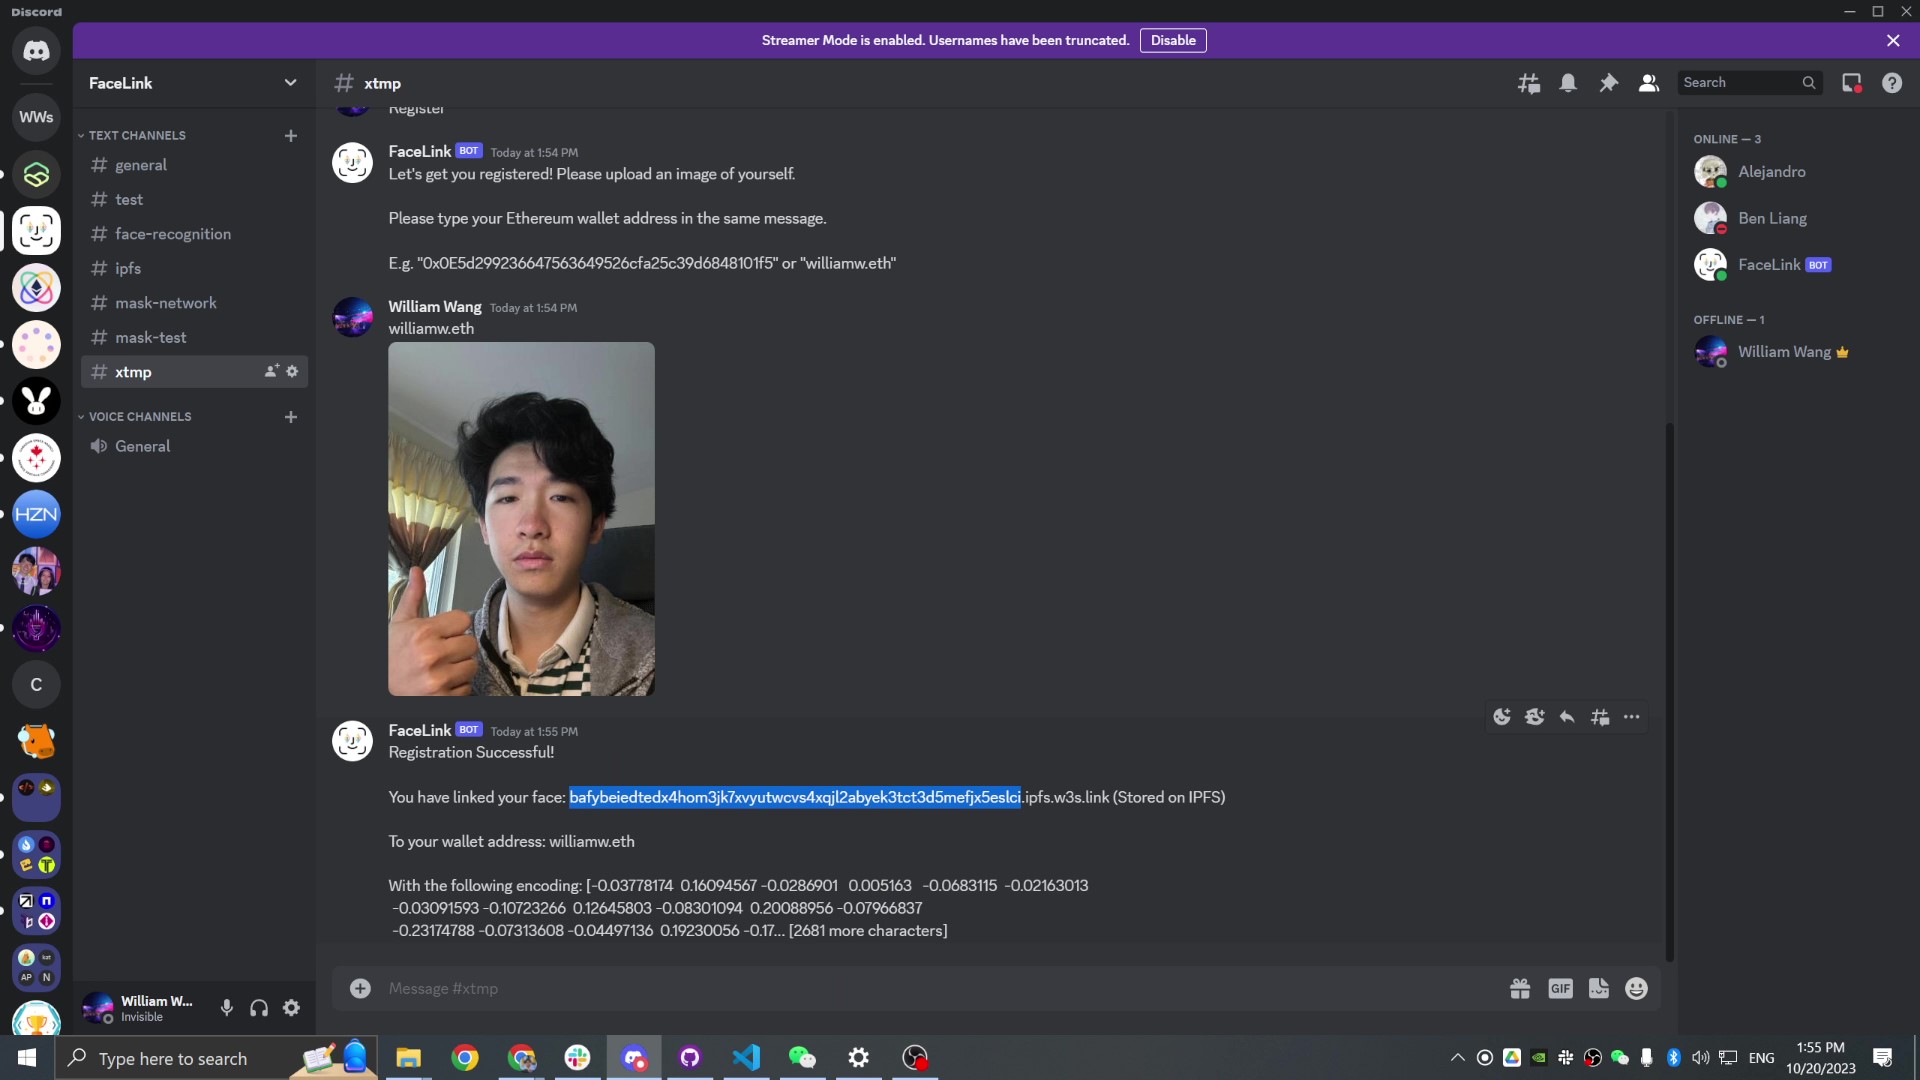 Discord
Streamer Mode is enabled. Usernames have been truncated. Disable
FaceLink
xtmp
Search
WWs
TEXT CHANNELS
general
test
face-recognition
ipfs
mask-network
mask-test
xtmp
VOICE CHANNELS
General
HZN
C
AP
N
Register
FaceLink BOT Today at 1:54 PM
Let's get you registered! Please upload an image of yourself.
Please type your Ethereum wallet address in the same message.
E.g. "0x0E5d299236647563649526cfa25c39d6848101f5" or "williamw.eth"
William Wang Today at 1:54 PM
williamw.eth
FaceLink BOT Today at 1:55 PM
Registration Successful!
You have linked your face: bafybeiedtedx4hom3jk7xvyutwcvs4xqjl2abyek3tct3d5mefjx5eslci.ipfs.w3s.link (Stored on IPFS)
To your wallet address: williamw.eth
With the following encoding: [-0.03778174 0.16094567 -0.0286901 0.005163 -0.0683115 -0.02163013
-0.03091593 -0.10723266 0.12645803 -0.08301094 0.20088956 -0.07966837
-0.23174788 -0.07313608 -0.04497136 0.19230056 -0.17... [2681 more characters]
Message #xtmp
GIF
ONLINE — 3
Alejandro
Ben Liang
FaceLink BOT
OFFLINE — 1
William Wang
William W...
Invisible
Type here to search
ENG
1:55 PM
10/20/2023